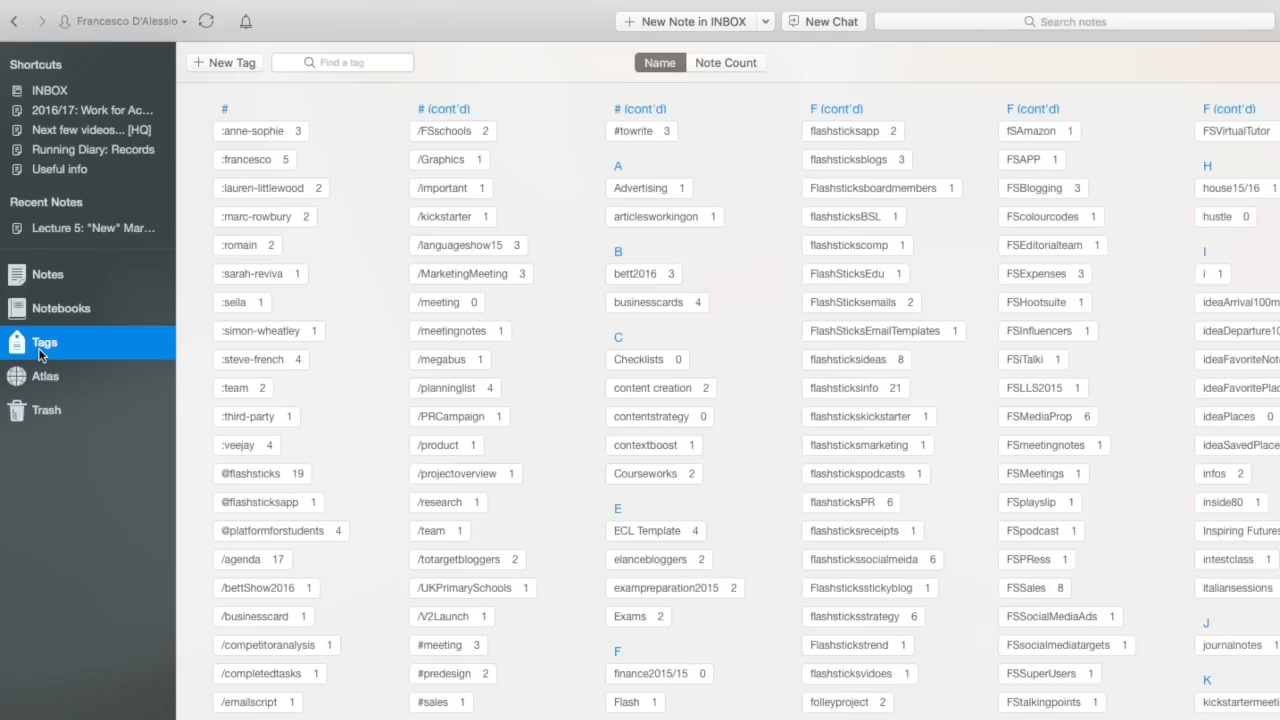 Francesco D'Alessio
New Note in INBOX
New Chat
Search notes
Shortcuts
INBOX
2016/17: Work for Ac...
Next few videos... [HQ]
Running Diary: Records
Useful info
Recent Notes
Lecture 5: "New" Mar...
Notes
Notebooks
Tags
Atlas
Trash
New Tag
Find a tag
Name
Note Count
#
:anne-sophie 3
:francesco 5
:lauren-littlewood 2
:marc-rowbury 2
:romain 2
:sarah-reviva 1
:seila 1
:simon-wheatley 1
:steve-french 4
:team 2
:third-party 1
:veejay 4
@flashsticks 19
@flashsticksapp 1
@platformforstudents 4
/agenda 17
/bettShow2016 1
/businesscard 1
/competitoranalysis 1
/completedtasks 1
/emailscript 1
# (cont'd)
/FSschools 2
/Graphics 1
/important 1
/kickstarter 1
/languageshow15 3
/MarketingMeeting 3
/meeting 0
/meetingnotes 1
/megabus 1
/planninglist 4
/PRCampaign 1
/product 1
/projectoverview 1
/research 1
/team 1
/totargetbloggers 2
/UKPrimarySchools 1
/V2Launch 1
#meeting 3
#predesign 2
#sales 1
# (cont'd)
#towrite 3
A
Advertising 1
articlesworkingon 1
B
bett2016 3
businesscards 4
C
Checklists 0
content creation 2
contentstrategy 0
contextboost 1
Courseworks 2
E
ECL Template 4
elancebloggers 2
exampreparation2015 2
Exams 2
F
finance2015/15 0
Flash 1
F (cont'd)
flashsticksapp 2
flashsticksblogs 3
Flashsticksboardmembers 1
flashsticksBSL 1
flashstickscomp 1
FlashSticksEdu 1
FlashSticksemails 2
FlashSticksEmailTemplates 1
flashsticksideas 8
flashsticksinfo 21
flashstickskickstarter 1
flashsticksmarketing 1
flashstickspodcasts 1
flashsticksPR 6
flashsticksreceipts 1
flashstickssocialmeida 6
Flashsticksstickyblog 1
flashsticksstrategy 6
Flashstickstrend 1
flashsticksvidoes 1
folleyproject 2
F (cont'd)
fSAmazon 1
FSAPP 1
FSBlogging 3
FScolourcodes 1
FSEditorialteam 1
FSExpenses 3
FSHootsuite 1
FSInfluencers 1
FSiTalki 1
FSLLS2015 1
FSMediaProp 6
FSmeetingnotes 1
FSMeetings 1
FSplayslip 1
FSpodcast 1
FSPRess 1
FSSales 8
FSSocialMediaAds 1
FSsocialmediatargets 1
FSSuperUsers 1
FStalkingpoints 1
F (cont'd)
FSVirtualTutor
H
house15/16 1
hustle 0
I
i 1
ideaArrival100m
ideaDeparture10
ideaFavoriteNot
ideaFavoritePlac
ideaPlaces 0
ideaSavedPlace
infos 2
inside80 1
Inspiring Futures
intestclass 1
italiansessions
J
journalnotes 1
K
kickstartermeeti